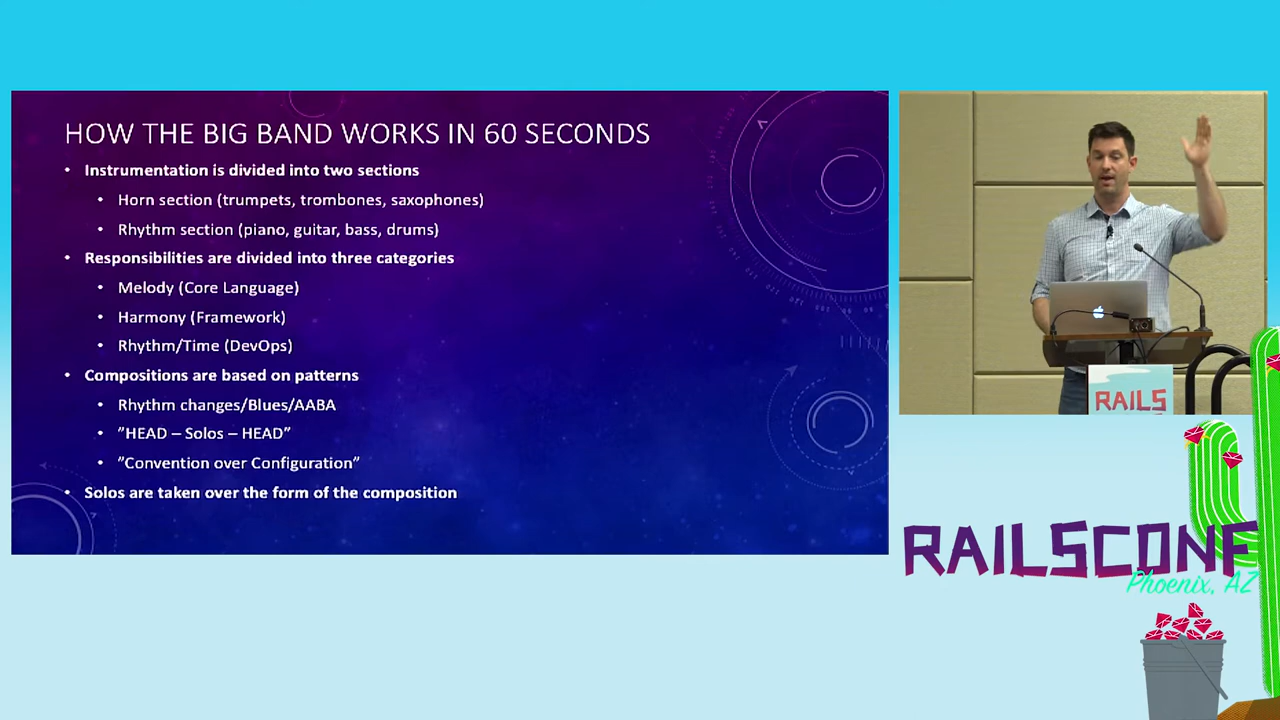 HOW THE BIG BAND WORKS IN 60 SECONDS
• Instrumentation is divided into two sections
• Horn section (trumpets, trombones, saxophones)
• Rhythm section (piano, guitar, bass, drums)
• Responsibilities are divided into three categories
• Melody (Core Language)
• Harmony (Framework)
• Rhythm/Time (DevOps)
• Compositions are based on patterns
• Rhythm changes/Blues/AABA
• ”HEAD – Solos – HEAD”
• ”Convention over Configuration”
• Solos are taken over the form of the composition
RAILS
RAILSCONF
Phoenix, AZ